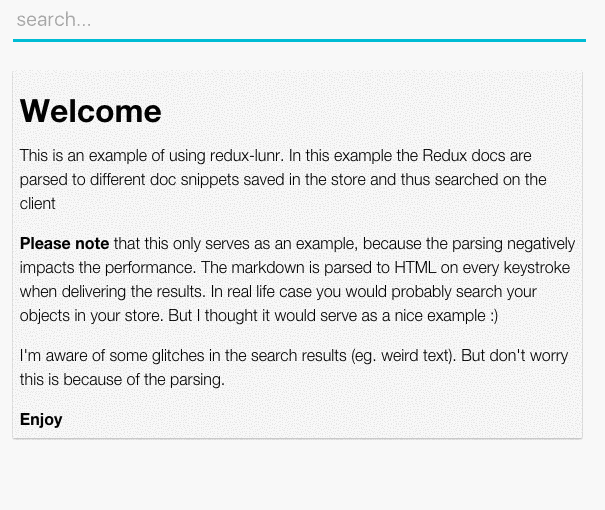 search...
Welcome
This is an example of using redux-lunr. In this example the Redux docs are
parsed to different doc snippets saved in the store and thus searched on the
client
Please note that this only serves as an example, because the parsing negatively
impacts the performance. The markdown is parsed to HTML on every keystroke
when delivering the results. In real life case you would probably search your
objects in your store. But I thought it would serve as a nice example :)
I'm aware of some glitches in the search results (eg. weird text). But don't worry
this is because of the parsing.
Enjoy